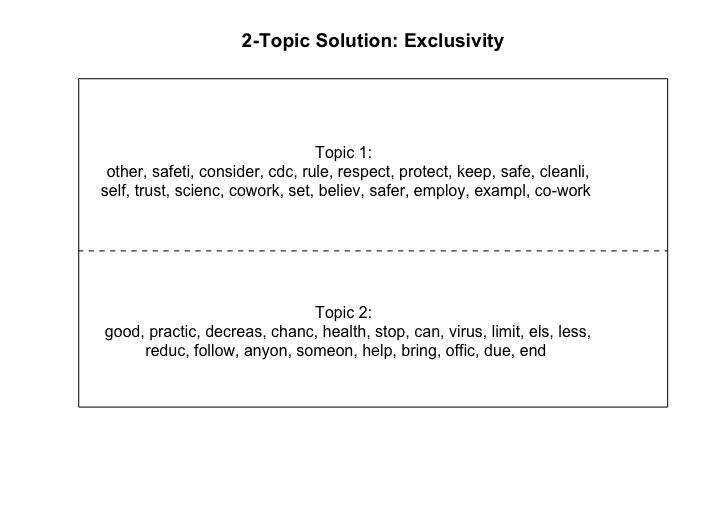 2-Topic Solution: Exclusivity
Topic 1:
other, safeti, consider, cdc, rule, respect, protect, keep, safe, cleanli,
self, trust, scienc, cowork, set, believ, safer, employ, exampl, co-work
Topic 2:
good, practic, decreas, chanc, health, stop, can, virus, limit, els, less,
reduc, follow, anyon, someon, help, bring, offic, due, end